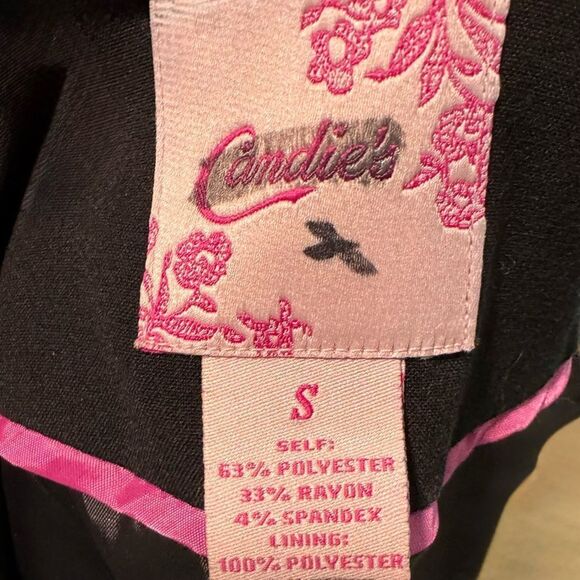 Candie's
S
SELF:
63% POLYESTER
33% RAYON
4% SPANDEX
LINING:
100% POLYESTER